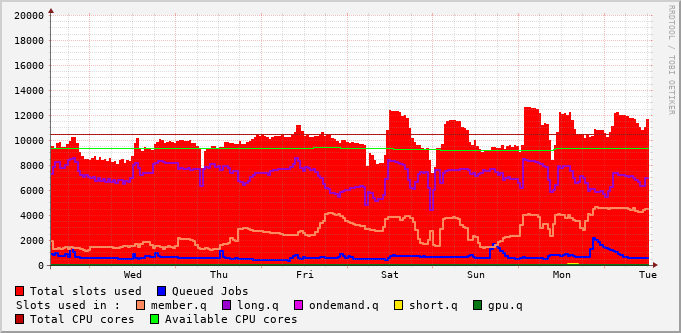 20000
18000
16000
14000
12000
10000
8000
6000
4000
2000
0
Wed Thu Fri Sat Sun Mon Tue
Total slots used Queued Jobs
Slots used in : member.q long.q ondemand.q short.q gpu.q
Total CPU cores Available CPU cores
RRDTOOL / TOBI OETIKER